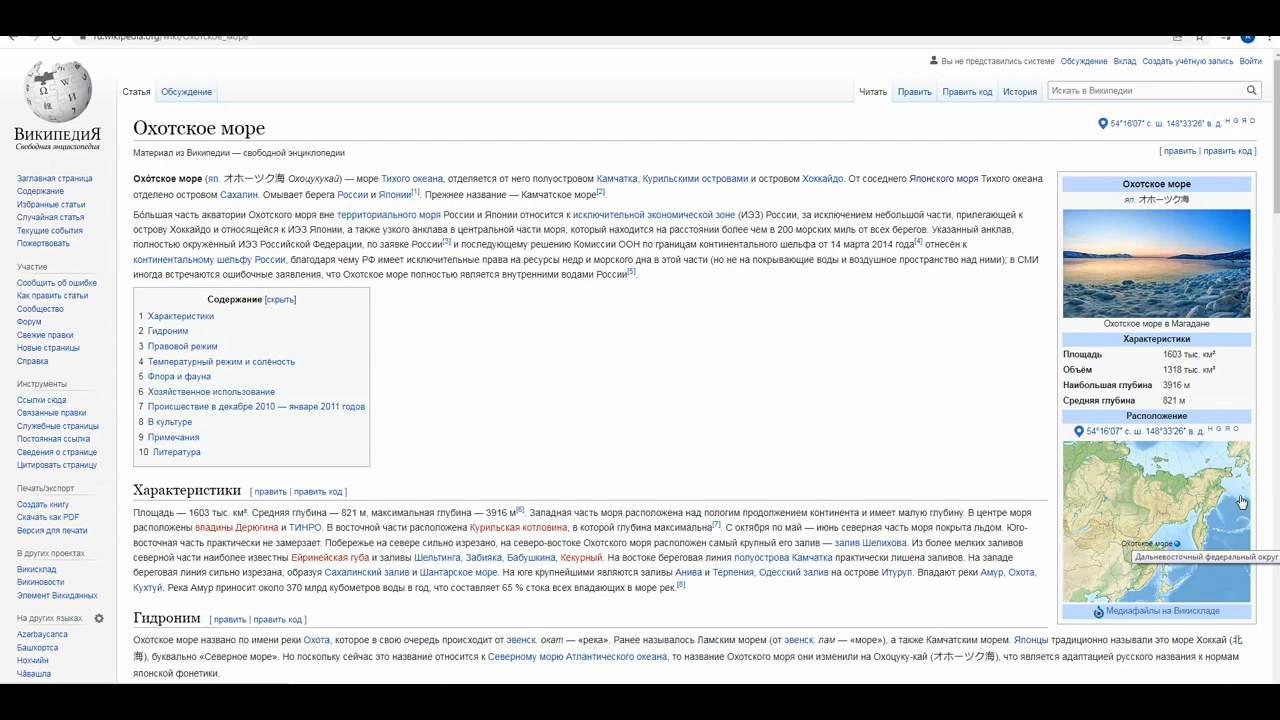 ru.wikipedia.org/wiki/Охотское_море
Вы не представились системе Обсуждение Вклад Создать учётную запись Войти
Статья Обсуждение Читать Править Править код История Искать в Википедии
ВИКИПЕДИЯ
Свободная энциклопедия
Заглавная страница
Содержание
Избранные статьи
Случайная статья
Текущие события
Пожертвовать
Участие
Сообщить об ошибке
Как править статьи
Сообщество
Форум
Свежие правки
Новые страницы
Справка
Инструменты
Ссылки сюда
Связанные правки
Служебные страницы
Постоянная ссылка
Сведения о странице
Цитировать страницу
Печать/экспорт
Создать книгу
Скачать как PDF
Версия для печати
В других проектах
Викисклад
Викиновости
Элемент Викиданных
На других языках
Azərbaycanca
Башҡортса
Нохчийн
Чӑвашла
Охотское море
54°16′07″ с. ш. 148°33′26″ в. д. H G Я O
Материал из Википедии — свободной энциклопедии
[ править | править код ]
Охо́тское море (яп. オホーツク海 Охоцукукай) — море Тихого океана, отделяется от него полуостровом Камчатка, Курильскими островами и островом Хоккайдо. От соседнего Японского моря Тихого океана
отделено островом Сахалин. Омывает берега России и Японии[1]. Прежнее название — Камчатское море[2].
Бо́льшая часть акватории Охотского моря вне территориального моря России и Японии относится к исключительной экономической зоне (ИЭЗ) России, за исключением небольшой части, прилегающей к
острову Хоккайдо и относящейся к ИЭЗ Японии, а также узкого анклава в центральной части моря, который находится на расстоянии более чем в 200 морских миль от всех берегов. Указанный анклав,
полностью окружённый ИЭЗ Российской Федерации, по заявке России[3] и последующему решению Комиссии ООН по границам континентального шельфа от 14 марта 2014 года[4] отнесён к
континентальному шельфу России, благодаря чему РФ имеет исключительные права на ресурсы недр и морского дна в этой части (но не на покрывающие воды и воздушное пространство над ними); в СМИ
иногда встречаются ошибочные заявления, что Охотское море полностью является внутренними водами России[5].
Содержание [скрыть]
1 Характеристики
2 Гидроним
3 Правовой режим
4 Температурный режим и солёность
5 Флора и фауна
6 Хозяйственное использование
7 Происшествие в декабре 2010 — январе 2011 годов
8 В культуре
9 Примечания
10 Литература
Характеристики [ править | править код ]
Площадь — 1603 тыс. км². Средняя глубина — 821 м, максимальная глубина — 3916 м[6]. Западная часть моря расположена над пологим продолжением континента и имеет малую глубину. В центре моря
расположены впадины Дерюгина и ТИНРО. В восточной части расположена Курильская котловина, в которой глубина максимальна[7]. С октября по май — июнь северная часть моря покрыта льдом. Юго-
восточная часть практически не замерзает. Побережье на севере сильно изрезано, на северо-востоке Охотского моря расположен самый крупный его залив — залив Шелихова. Из более мелких заливов
северной части наиболее известны Ейринейская губа и заливы Шельтинга, Забияка, Бабушкина, Кекурный. На востоке береговая линия полуострова Камчатка практически лишена заливов. На западе
береговая линия сильно изрезана, образуя Сахалинский залив и Шантарское море. На юге крупнейшими являются заливы Анива и Терпения, Одесский залив на острове Итуруп. Впадают реки Амур, Охота,
Кухтуй. Река Амур приносит около 370 млрд кубометров воды в год, что составляет 65 % стока всех впадающих в море рек.[8]
Гидроним [ править | править код ]
Охотское море названо по имени реки Охота, которое в свою очередь происходит от эвенск. окат — «река». Ранее называлось Ламским морем (от эвенск. лам — «море»), а также Камчатским морем. Японцы традиционно называли это море Хоккай (北
海), буквально «Северное море». Но поскольку сейчас это название относится к Северному морю Атлантического океана, то название Охотского моря они изменили на Охоцуку-кай (オホーツク海), что является адаптацией русского названия к нормам
японской фонетики.
Охотское море
яп. オホーツク海
Охотское море в Магадане
Характеристики
Площадь 1603 тыс. км²
Объём 1318 тыс. км³
Наибольшая глубина 3916 м
Средняя глубина 821 м
Расположение
54°16′07″ с. ш. 148°33′26″ в. д. H G Я O
Охотское море
Дальневосточный федеральный округ
Медиафайлы на Викискладе